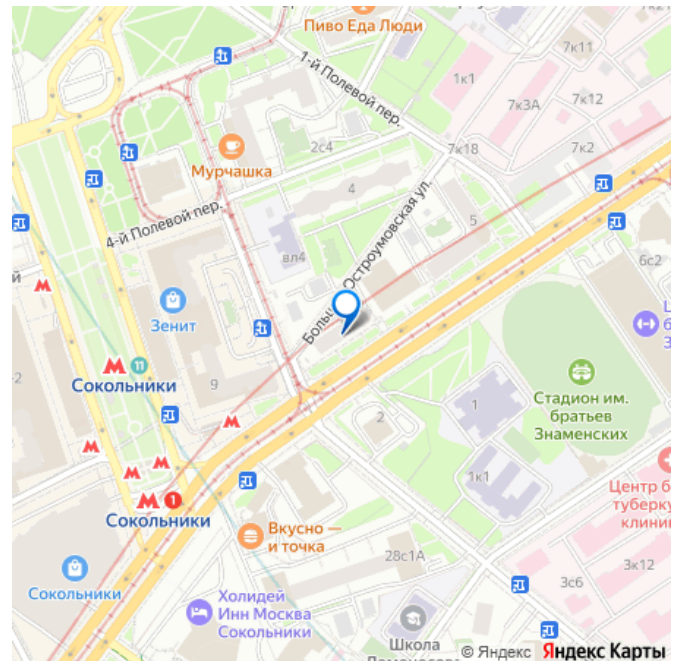 Пиво Еда Люди
7к11
7к12
1к1
7к3А
1-й Полевой пер.
Мурчашка
2с4
7к18
7к2
4
4-й Полевой пер.
Большая Остроумовская ул.
5
вл4
6с2
Зенит
11
Сокольники
9
Стадион им.
братьев
Знаменских
1
2
1к1
1
Сокольники
Вкусно —
и точка
28с1А
3к12
3с6
Сокольники
Холидей
Инн Москва
Сокольники
Школа
© Яндекс Яндекс Карты